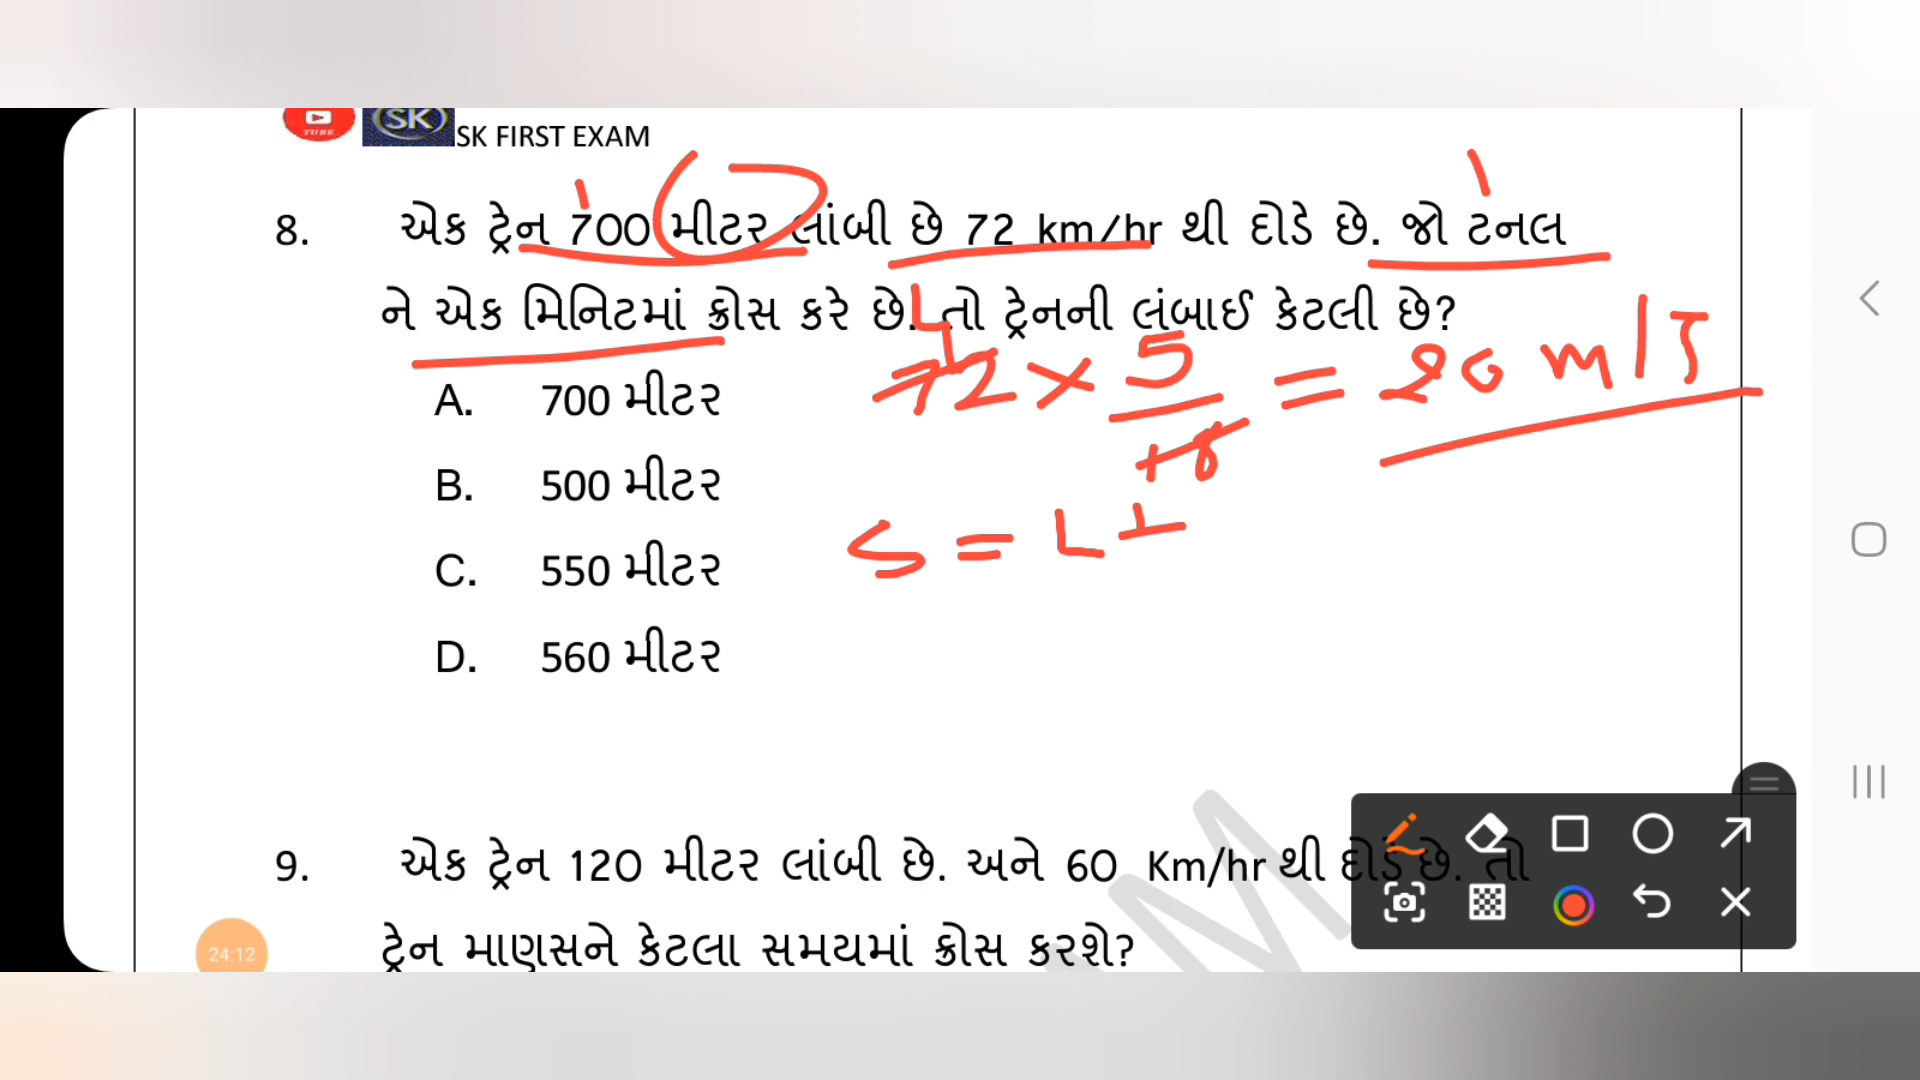 TUBE SK SK FIRST EXAM
8. એક ટ્રેન 700 મીટર લાંબી છે 72 km/hr થી દોડે છે. જો ટનલ
ને એક મિનિટમાં ક્રોસ કરે છે. તો ટ્રેનની લંબાઈ કેટલી છે?
72 × 5/18 = 20 m/s
A. 700 મીટર
B. 500 મીટર
S = L +
C. 550 મીટર
D. 560 મીટર
9. એક ટ્રેન 120 મીટર લાંબી છે. અને 60 Km/hr થી દોડે છે. તો
ટ્રેન માણસને કેટલા સમયમાં ક્રોસ કરશે?
24:12